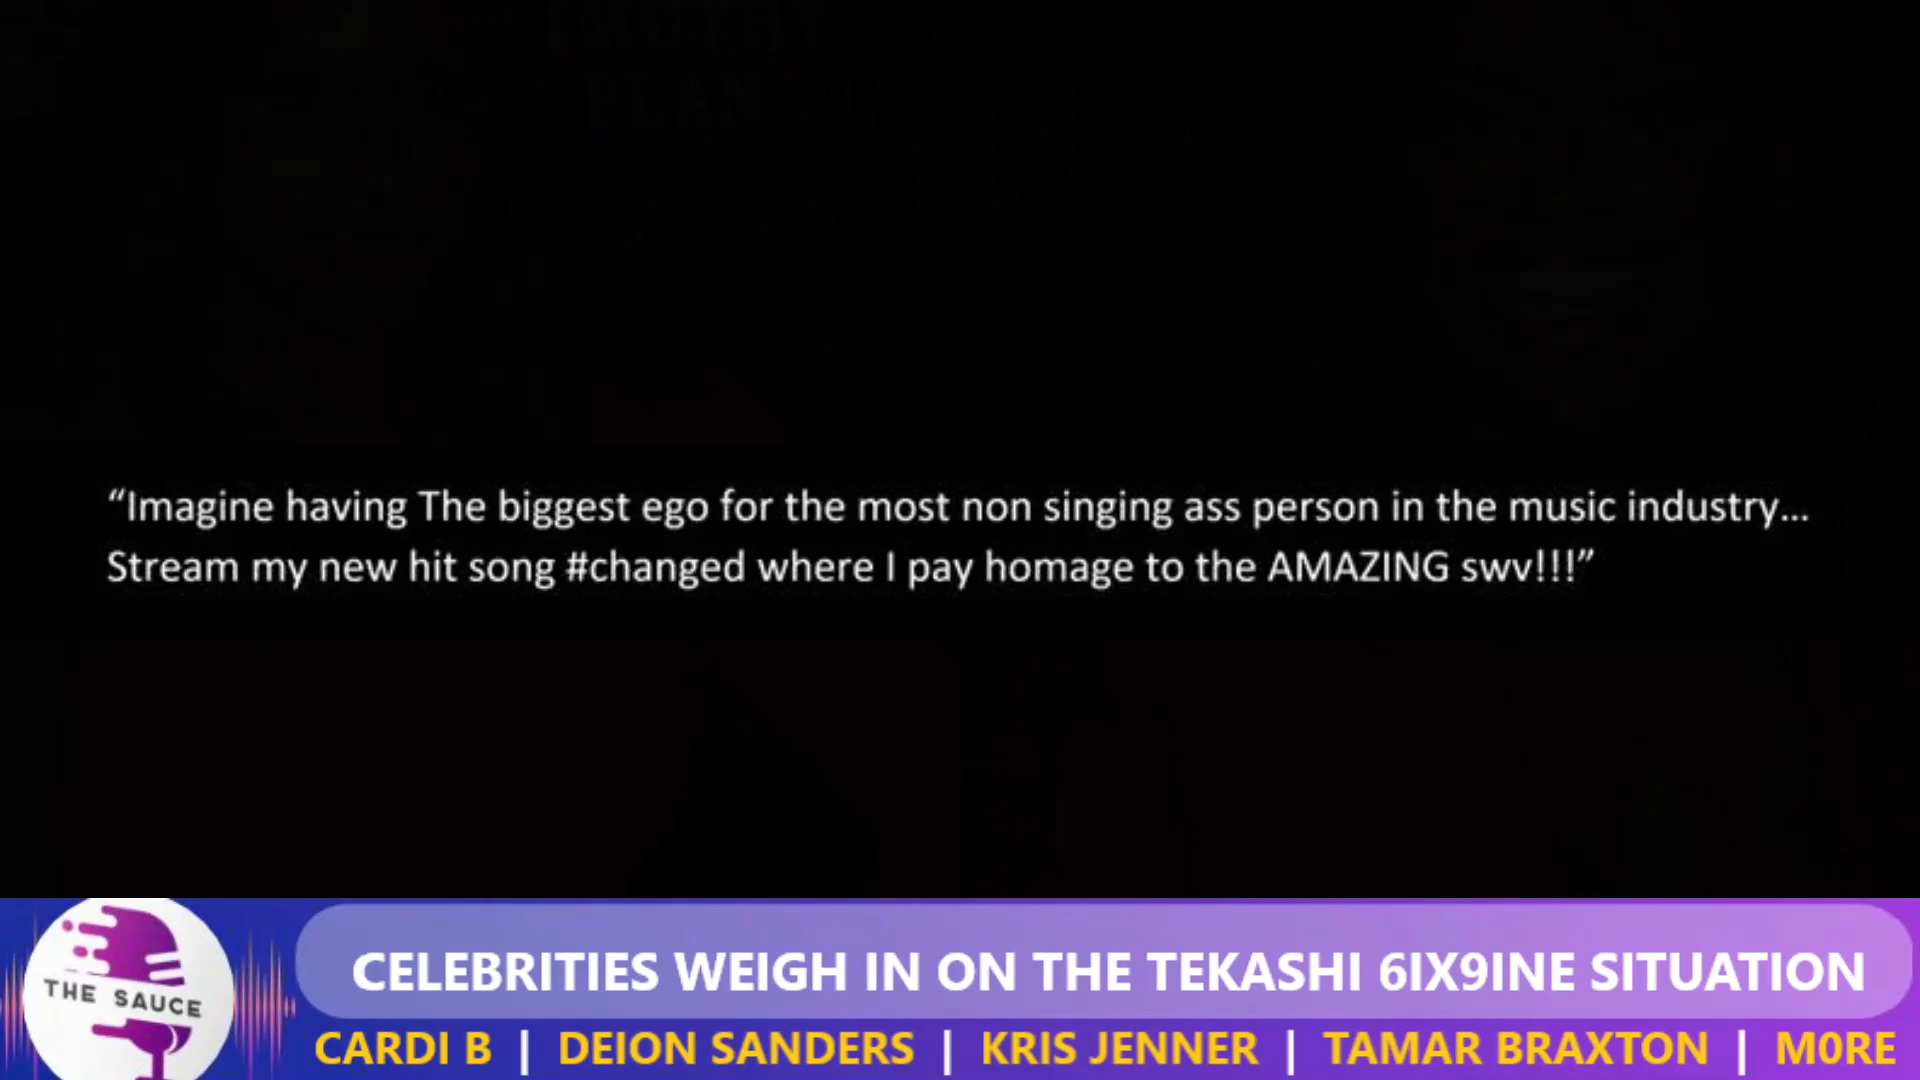 “Imagine having The biggest ego for the most non singing ass person in the music industry...
Stream my new hit song #changed where I pay homage to the AMAZING swv!!!”
THE SAUCE
CELEBRITIES WEIGH IN ON THE TEKASHI 6IX9INE SITUATION
CARDI B | DEION SANDERS | KRIS JENNER | TAMAR BRAXTON | M0RE